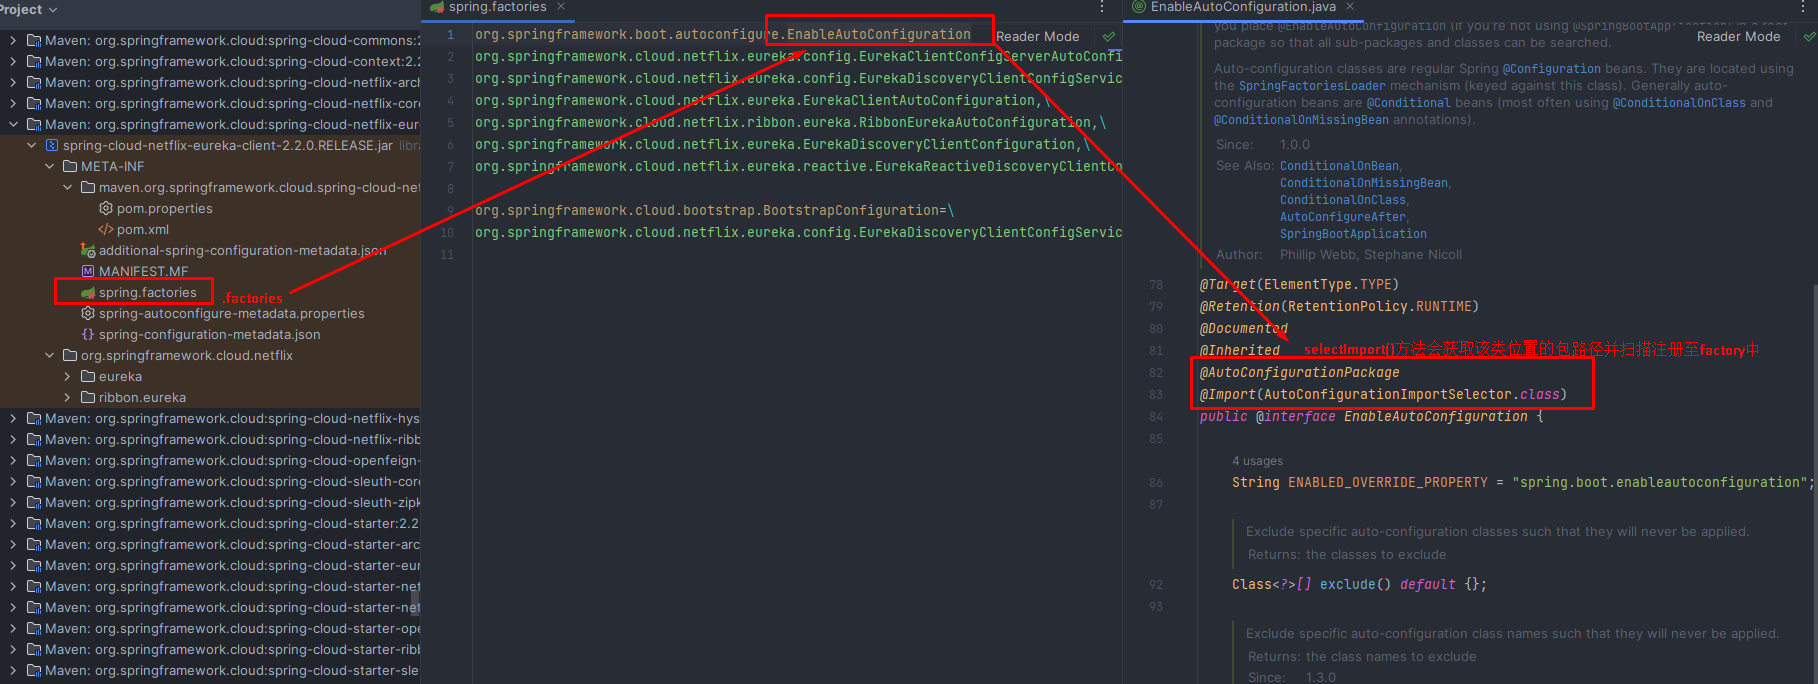 Project
Maven: org.springframework.cloud:spring-cloud-commons:2
Maven: org.springframework.cloud:spring-cloud-context:2.2
Maven: org.springframework.cloud:spring-cloud-netflix-arch
Maven: org.springframework.cloud:spring-cloud-netflix-core
Maven: org.springframework.cloud:spring-cloud-netflix-eur
spring-cloud-netflix-eureka-client-2.2.0.RELEASE.jar libra
META-INF
maven.org.springframework.cloud.spring-cloud-net
pom.properties
</> pom.xml
additional-spring-configuration-metadata.json
MANIFEST.MF
spring.factories
.factories
spring-autoconfigure-metadata.properties
{} spring-configuration-metadata.json
org.springframework.cloud.netflix
eureka
ribbon.eureka
Maven: org.springframework.cloud:spring-cloud-netflix-hys
Maven: org.springframework.cloud:spring-cloud-netflix-ribb
Maven: org.springframework.cloud:spring-cloud-openfeign-
Maven: org.springframework.cloud:spring-cloud-sleuth-core
Maven: org.springframework.cloud:spring-cloud-sleuth-zipk
Maven: org.springframework.cloud:spring-cloud-starter:2.2
Maven: org.springframework.cloud:spring-cloud-starter-arc
Maven: org.springframework.cloud:spring-cloud-starter-eur
Maven: org.springframework.cloud:spring-cloud-starter-net
Maven: org.springframework.cloud:spring-cloud-starter-net
Maven: org.springframework.cloud:spring-cloud-starter-ope
Maven: org.springframework.cloud:spring-cloud-starter-ribb
Maven: org.springframework.cloud:spring-cloud-starter-sle
spring.factories
Reader Mode
1 org.springframework.boot.autoconfigure.EnableAutoConfiguration
2 org.springframework.cloud.netflix.eureka.config.EurekaClientConfigServerAutoConfi
3 org.springframework.cloud.netflix.eureka.config.EurekaDiscoveryClientConfigServic
4 org.springframework.cloud.netflix.eureka.EurekaClientAutoConfiguration,\
5 org.springframework.cloud.netflix.ribbon.eureka.RibbonEurekaAutoConfiguration,\
6 org.springframework.cloud.netflix.eureka.EurekaDiscoveryClientConfiguration,\
7 org.springframework.cloud.netflix.eureka.reactive.EurekaReactiveDiscoveryClientCo
8
9 org.springframework.cloud.bootstrap.BootstrapConfiguration=\
10 org.springframework.cloud.netflix.eureka.config.EurekaDiscoveryClientConfigServic
11
EnableAutoConfiguration.java
Reader Mode
you place @EnableAutoConfiguration (if you're not using @SpringBootApplication) in a root
package so that all sub-packages and classes can be searched.
Auto-configuration classes are regular Spring @Configuration beans. They are located using
the SpringFactoriesLoader mechanism (keyed against this class). Generally auto-
configuration beans are @Conditional beans (most often using @ConditionalOnClass and
@ConditionalOnMissingBean annotations).
Since: 1.0.0
See Also: ConditionalOnBean,
ConditionalOnMissingBean,
ConditionalOnClass,
AutoConfigureAfter,
SpringBootApplication
Author: Phillip Webb, Stephane Nicoll
78 @Target(ElementType.TYPE)
79 @Retention(RetentionPolicy.RUNTIME)
80 @Documented
81 @Inherited
selectImport()方法会获取该类位置的包路径并扫描注册至factory中
82 @AutoConfigurationPackage
83 @Import(AutoConfigurationImportSelector.class)
84 public @interface EnableAutoConfiguration {
85
4 usages
86 String ENABLED_OVERRIDE_PROPERTY = "spring.boot.enableautoconfiguration";
87
Exclude specific auto-configuration classes such that they will never be applied.
Returns: the classes to exclude
92 Class<?>[] exclude() default {};
93
Exclude specific auto-configuration class names such that they will never be applied.
Returns: the class names to exclude
Since: 1.3.0